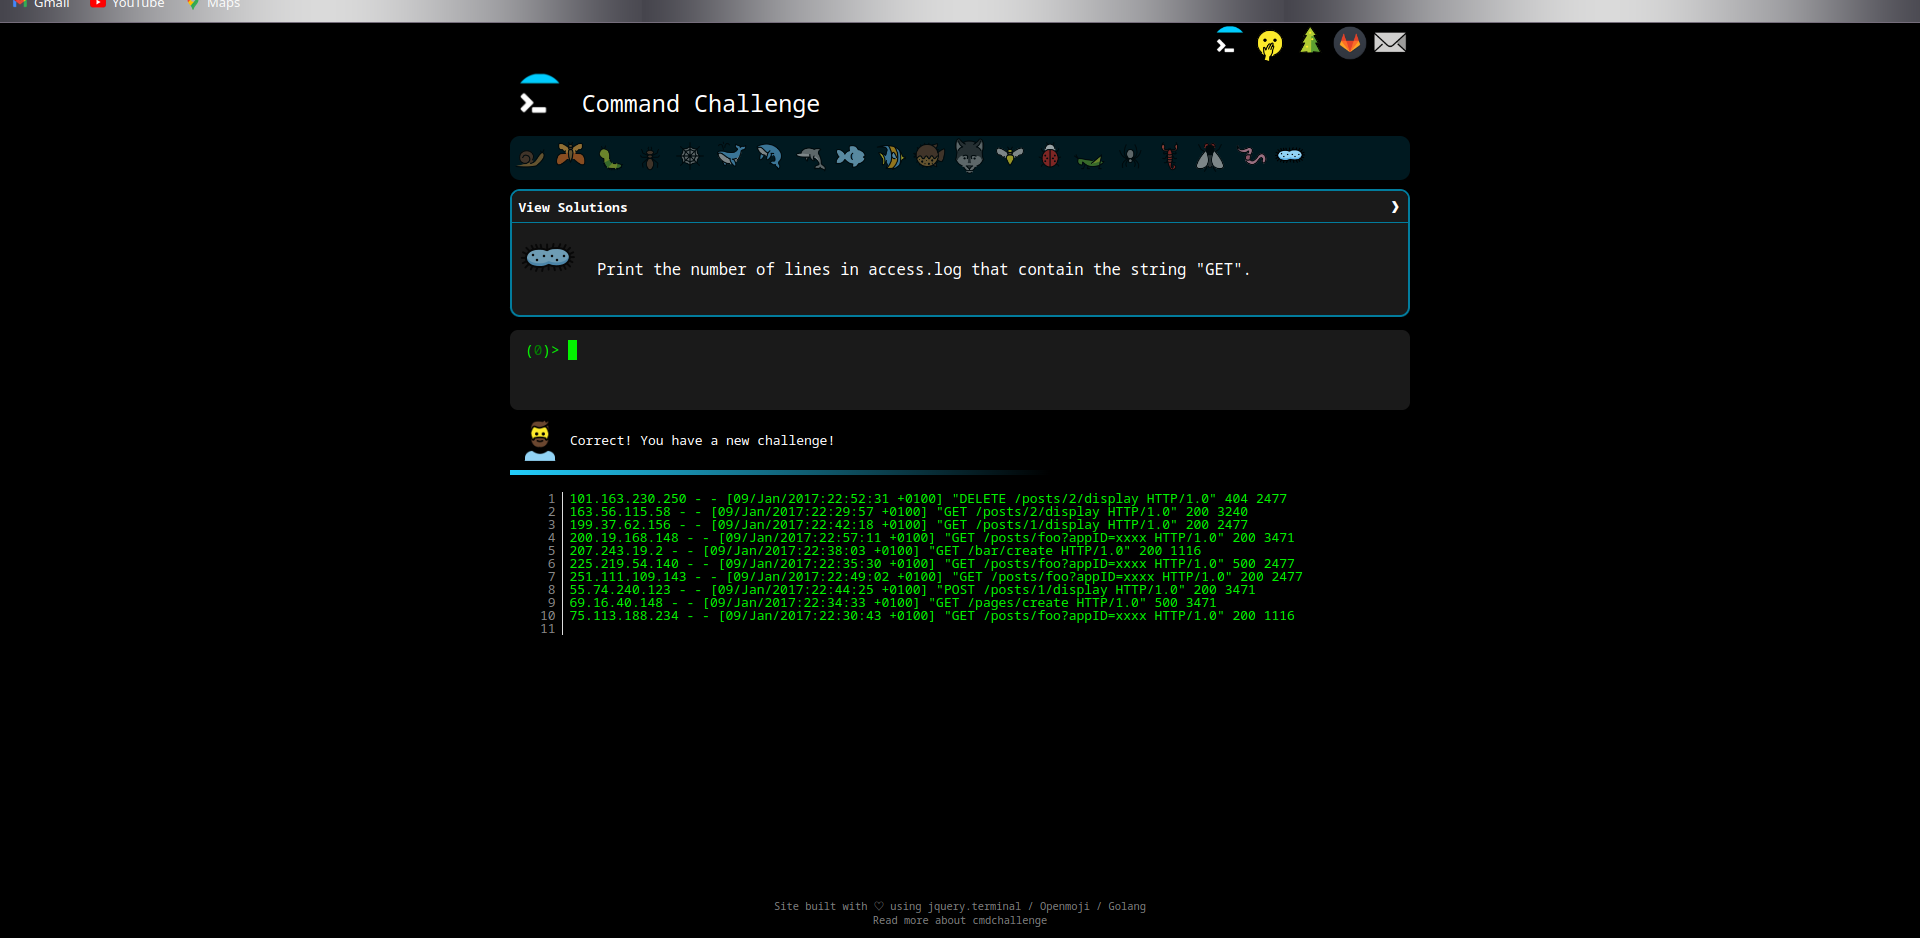 Gmail YouTube Maps
Command Challenge
View Solutions ❯
Print the number of lines in access.log that contain the string "GET".
(0)>
Correct! You have a new challenge!
1 101.163.230.250 - - [09/Jan/2017:22:52:31 +0100] "DELETE /posts/2/display HTTP/1.0" 404 2477
2 163.56.115.58 - - [09/Jan/2017:22:29:57 +0100] "GET /posts/2/display HTTP/1.0" 200 3240
3 199.37.62.156 - - [09/Jan/2017:22:42:18 +0100] "GET /posts/1/display HTTP/1.0" 200 2477
4 200.19.168.148 - - [09/Jan/2017:22:57:11 +0100] "GET /posts/foo?appID=xxxx HTTP/1.0" 200 3471
5 207.243.19.2 - - [09/Jan/2017:22:38:03 +0100] "GET /bar/create HTTP/1.0" 200 1116
6 225.219.54.140 - - [09/Jan/2017:22:35:30 +0100] "GET /posts/foo?appID=xxxx HTTP/1.0" 500 2477
7 251.111.109.143 - - [09/Jan/2017:22:49:02 +0100] "GET /posts/foo?appID=xxxx HTTP/1.0" 200 2477
8 55.74.240.123 - - [09/Jan/2017:22:44:25 +0100] "POST /posts/1/display HTTP/1.0" 200 3471
9 69.16.40.148 - - [09/Jan/2017:22:34:33 +0100] "GET /pages/create HTTP/1.0" 500 3471
10 75.113.188.234 - - [09/Jan/2017:22:30:43 +0100] "GET /posts/foo?appID=xxxx HTTP/1.0" 200 1116
11
Site built with ♡ using jquery.terminal / Openmoji / Golang
Read more about cmdchallenge